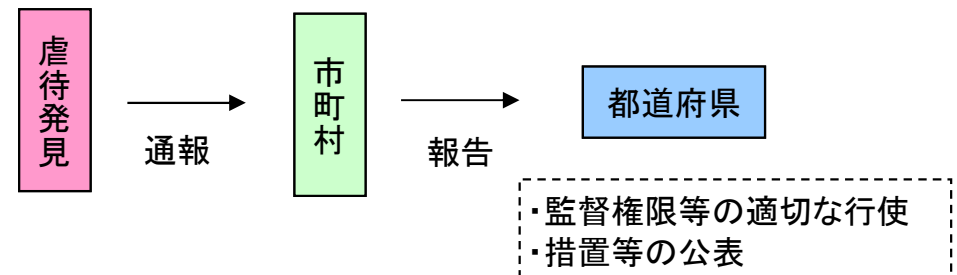 虐待発見
通報
市町村
報告
都道府県
・監督権限等の適切な行使
・措置等の公表